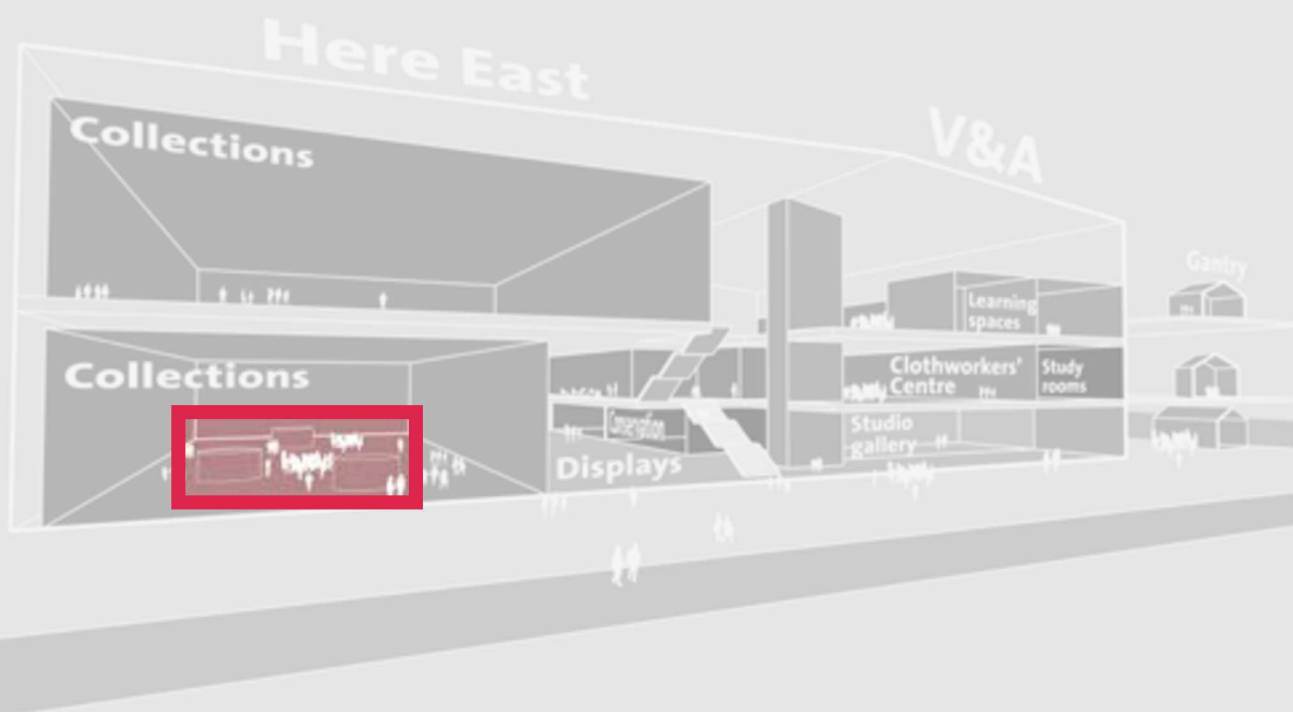 Here East
V&A
Collections
Gantry
Learning
spaces
Collections
Clothworkers'
Centre
Study
rooms
Conservation
Studio
gallery
Displays